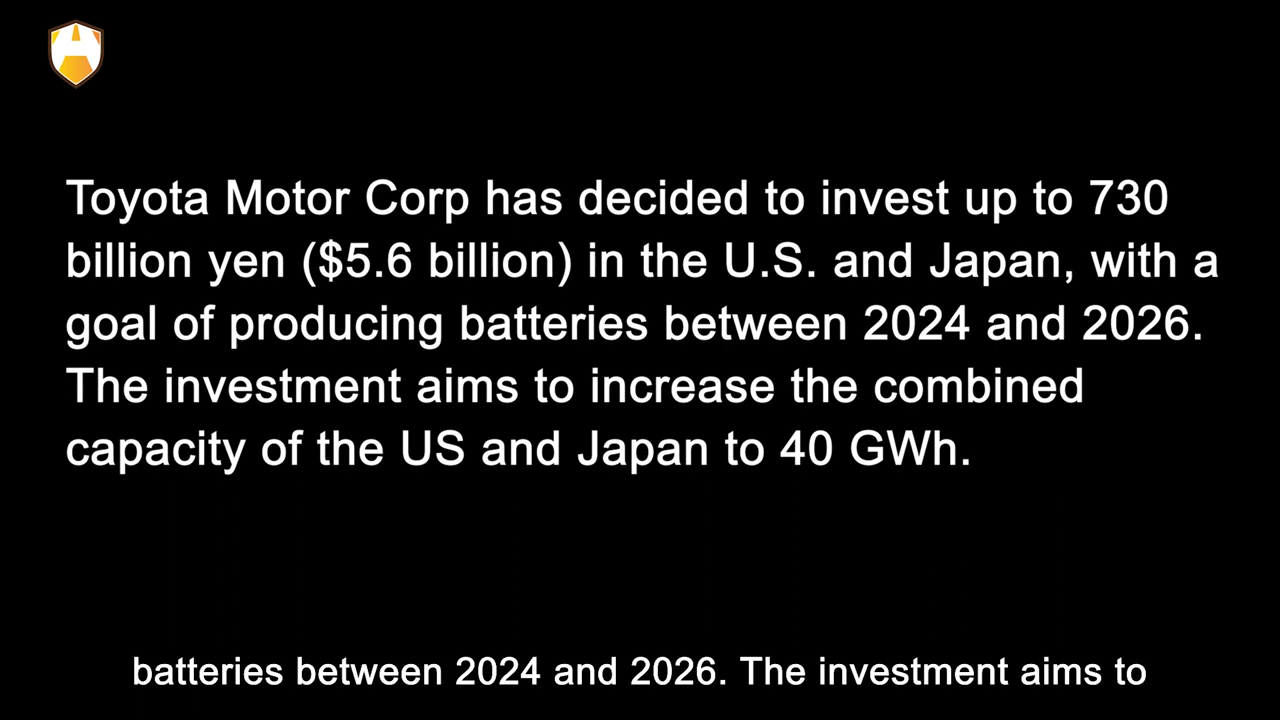 Toyota Motor Corp has decided to invest up to 730
billion yen ($5.6 billion) in the U.S. and Japan, with a
goal of producing batteries between 2024 and 2026.
The investment aims to increase the combined
capacity of the US and Japan to 40 GWh.
batteries between 2024 and 2026. The investment aims to